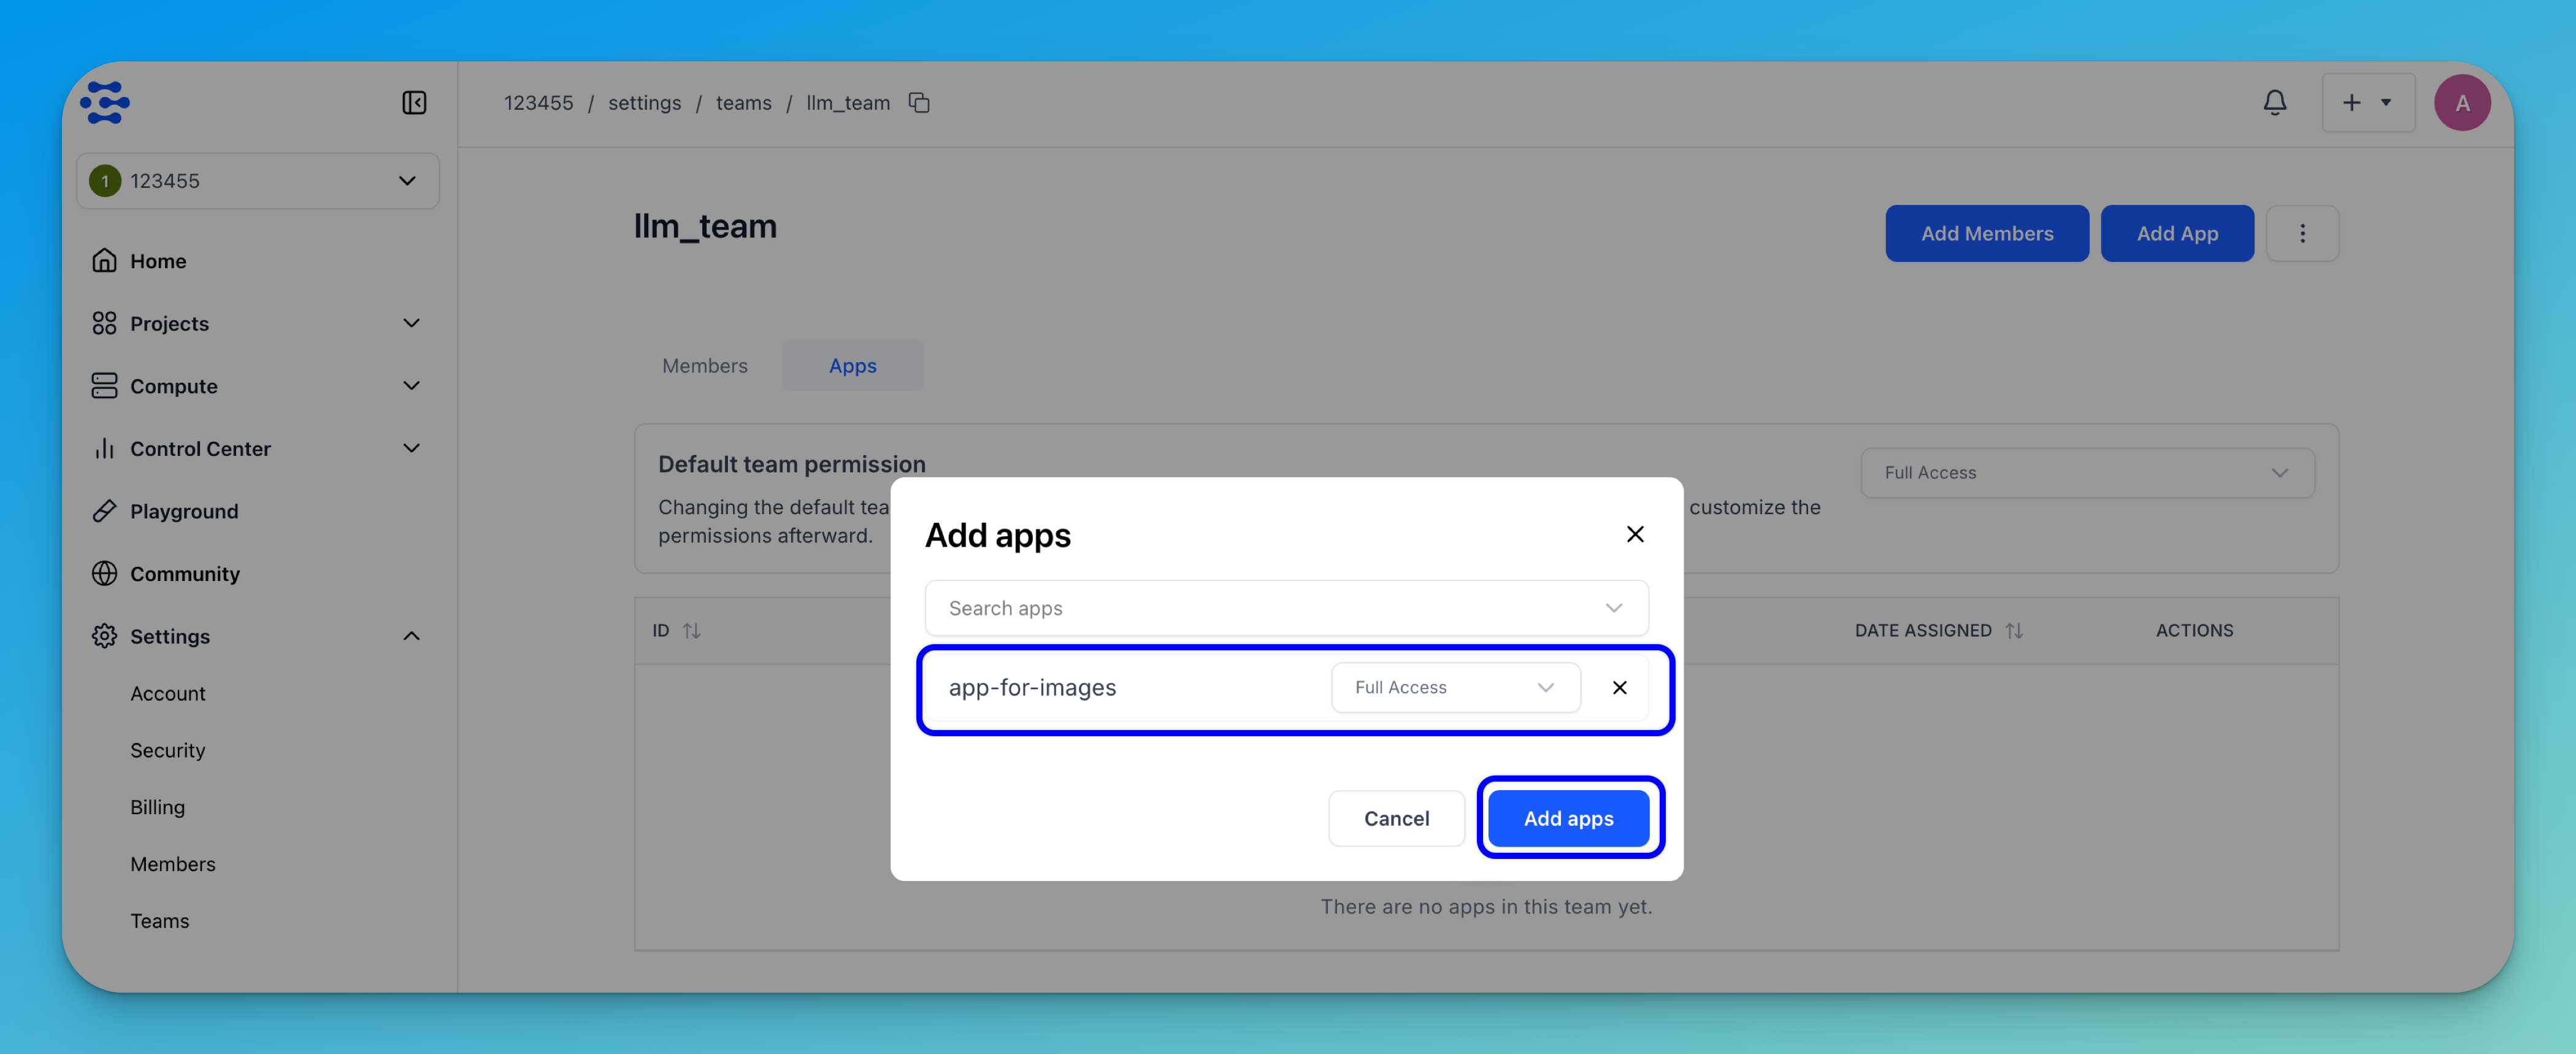 123455 / settings / teams / llm_team
A
1 123455
Home
Projects
Compute
Control Center
Playground
Community
Settings
Account
Security
Billing
Members
Teams
llm_team
Add Members
Add App
Members
Apps
Default team permission
Changing the default tea
customize the
permissions afterward.
Full Access
ID
DATE ASSIGNED
ACTIONS
There are no apps in this team yet.
Add apps
Search apps
app-for-images
Full Access
Cancel
Add apps